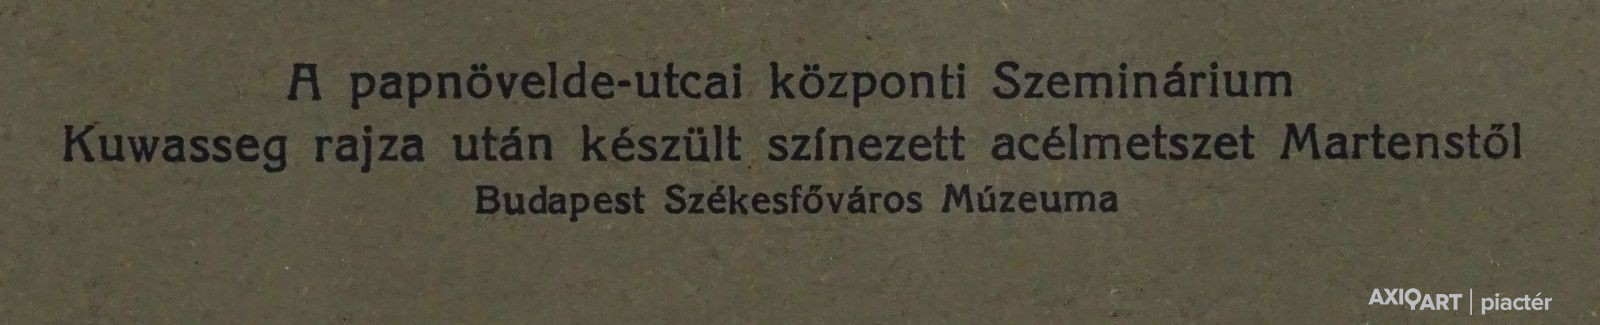 A papnövelde-utcai központi Szeminárium
Kuwasseg rajza után készült színezett acélmetszet Martenstől
Budapest Székesfőváros Múzeuma
AXIOART | piactér